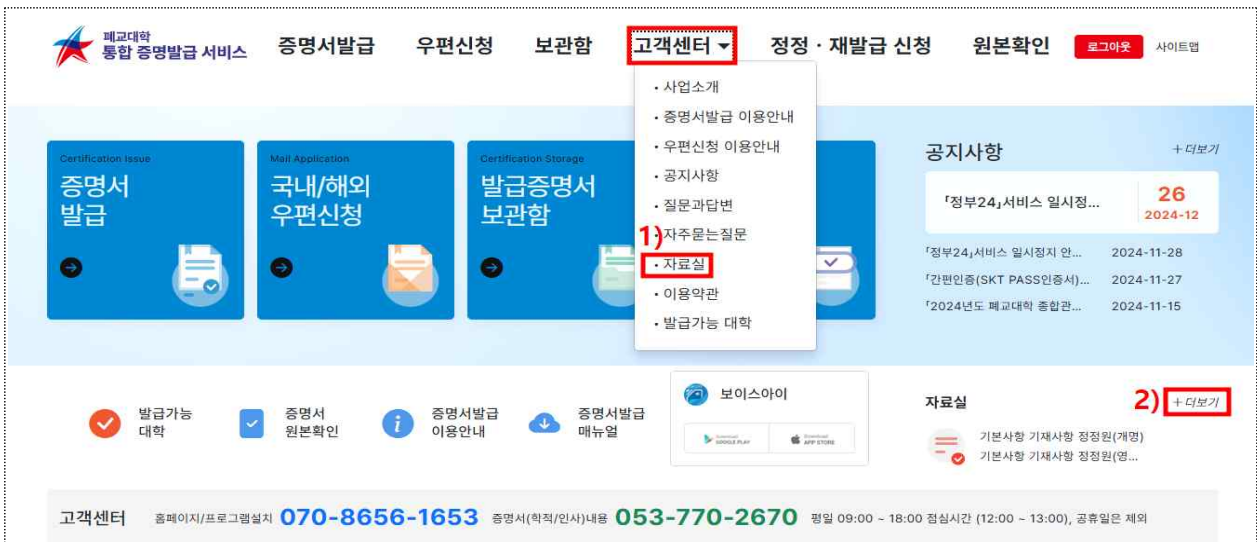 폐교대학
통합 증명발급 서비스
증명서발급 우편신청 보관함 고객센터 정정 · 재발급 신청 원본확인 로그아웃 사이트맵
• 사업소개
• 증명서발급 이용안내
• 우편신청 이용안내
• 공지사항
• 질문과답변
1)
• 자주묻는질문
• 자료실
• 이용약관
• 발급가능 대학
Certification Issue
증명서
발급
Mail Application
국내/해외
우편신청
Certification Storage
발급증명서
보관함
공지사항 +더보기
「정부24」서비스 일시정... 26
2024-12
「정부24」서비스 일시정지 안... 2024-11-28
「간편인증(SKT PASS인증서)... 2024-11-27
「2024년도 폐교대학 종합관... 2024-11-15
발급가능
대학
증명서
원본확인
증명서발급
이용안내
증명서발급
매뉴얼
보이스아이
Download
GOOGLE PLAY
Download
APP STORE
자료실 2) +더보기
기본사항 기재사항 정정원(개명)
기본사항 기재사항 정정원(영...
고객센터 홈페이지/프로그램설치 070-8656-1653 증명서(학적/인사)내용 053-770-2670 평일 09:00 ~ 18:00 점심시간 (12:00 ~ 13:00), 공휴일은 제외